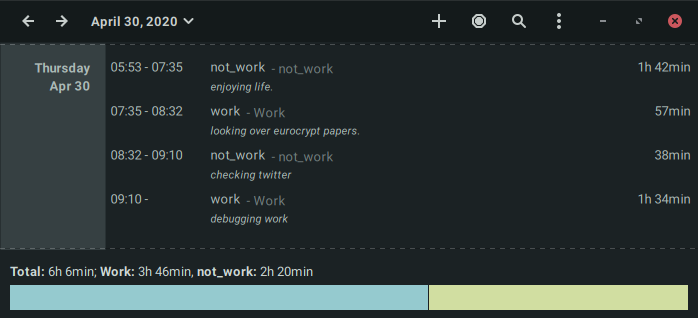 April 30, 2020
Thursday
Apr 30
05:53 - 07:35 not_work - not_work 1h 42min
enjoying life.
07:35 - 08:32 work - Work 57min
looking over eurocrypt papers.
08:32 - 09:10 not_work - not_work 38min
checking twitter
09:10 - work - Work 1h 34min
debugging work
Total: 6h 6min; Work: 3h 46min, not_work: 2h 20min